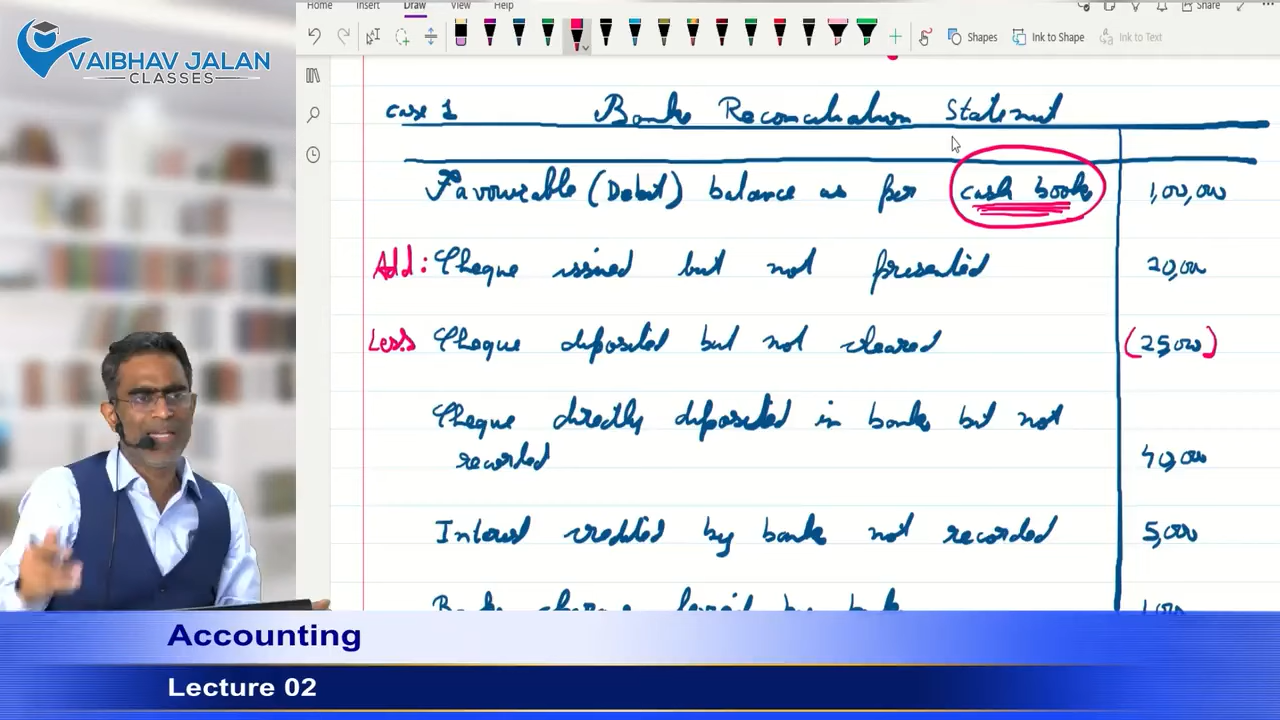 Home Insert Draw View Help Share
VAIBHAV JALAN
CLASSES
Shapes Ink to Shape Ink to Text
Case 1 Bank Reconciliation Statement
Favourable (Debit) balance as per cash book 1,00,000
Add: Cheque issued but not presented 20,000
Less Cheque deposited but not cleared (25,000)
Cheque directly deposited in bank but not
recorded 40,000
Interest credited by bank not recorded 5,000
Accounting
Lecture 02